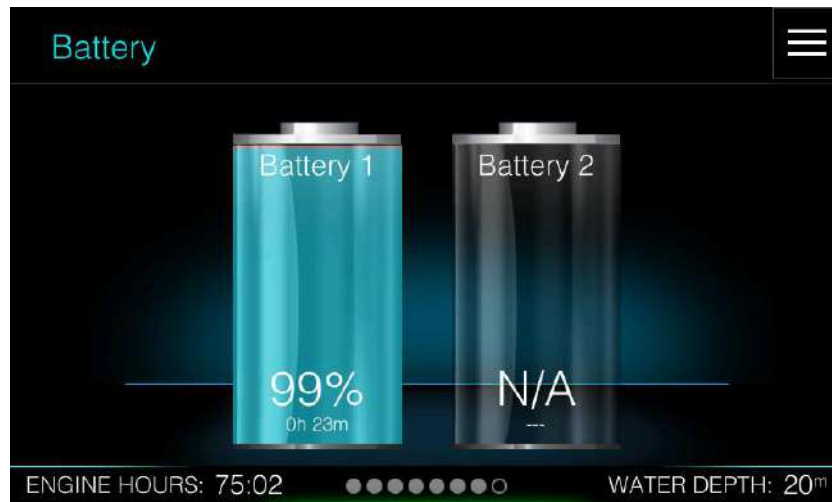 Battery
Battery 1
Battery 2
99%
N/A
0h 23m
---
ENGINE HOURS: 75:02
WATER DEPTH: 20m